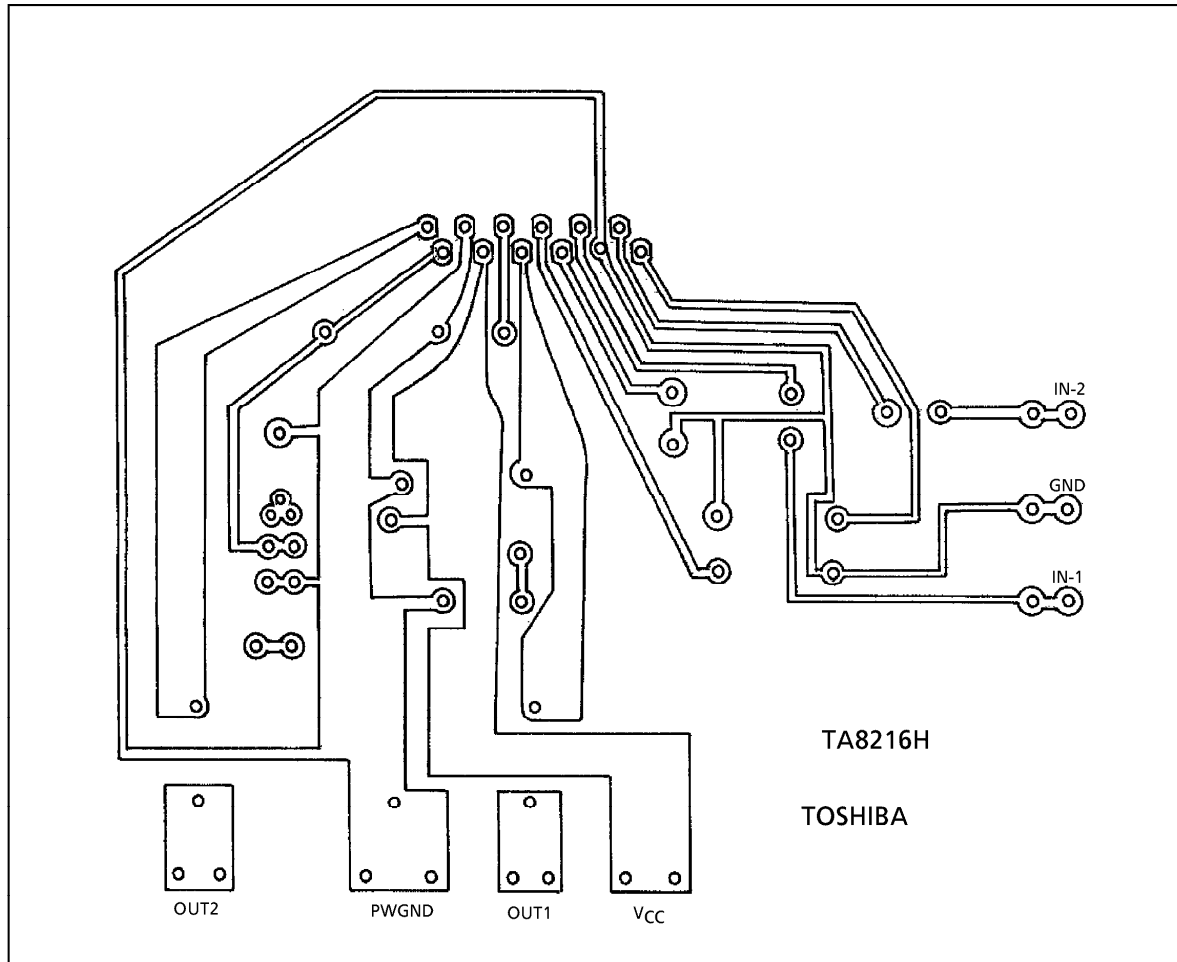 IN-2
GND
IN-1
TA8216H
TOSHIBA
OUT2
PWGND
OUT1
VCC